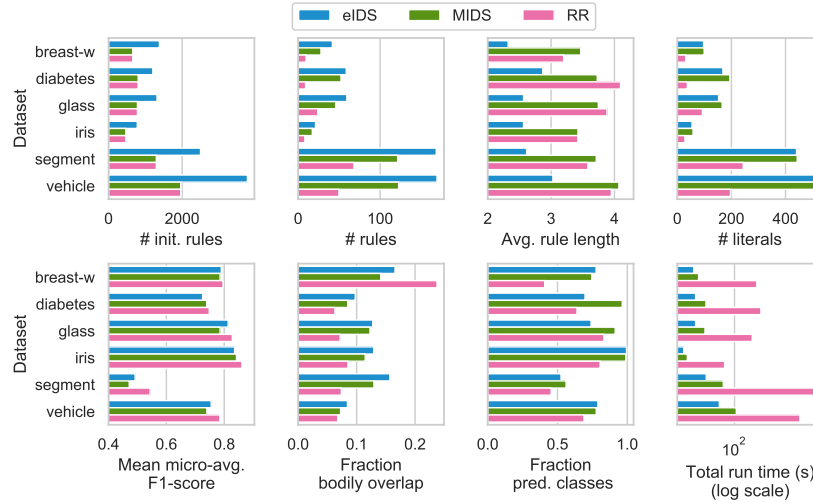 eIDS MIDS RR
Dataset
breast-w
diabetes
glass
iris
segment
vehicle
0 2000
# init. rules
0 100
# rules
2 3 4
Avg. rule length
0 200 400
# literals
Dataset
breast-w
diabetes
glass
iris
segment
vehicle
0.4 0.6 0.8
Mean micro-avg.
F1-score
0.0 0.1 0.2
Fraction
bodily overlap
0.0 0.5 1.0
Fraction
pred. classes
10²
Total run time (s)
(log scale)